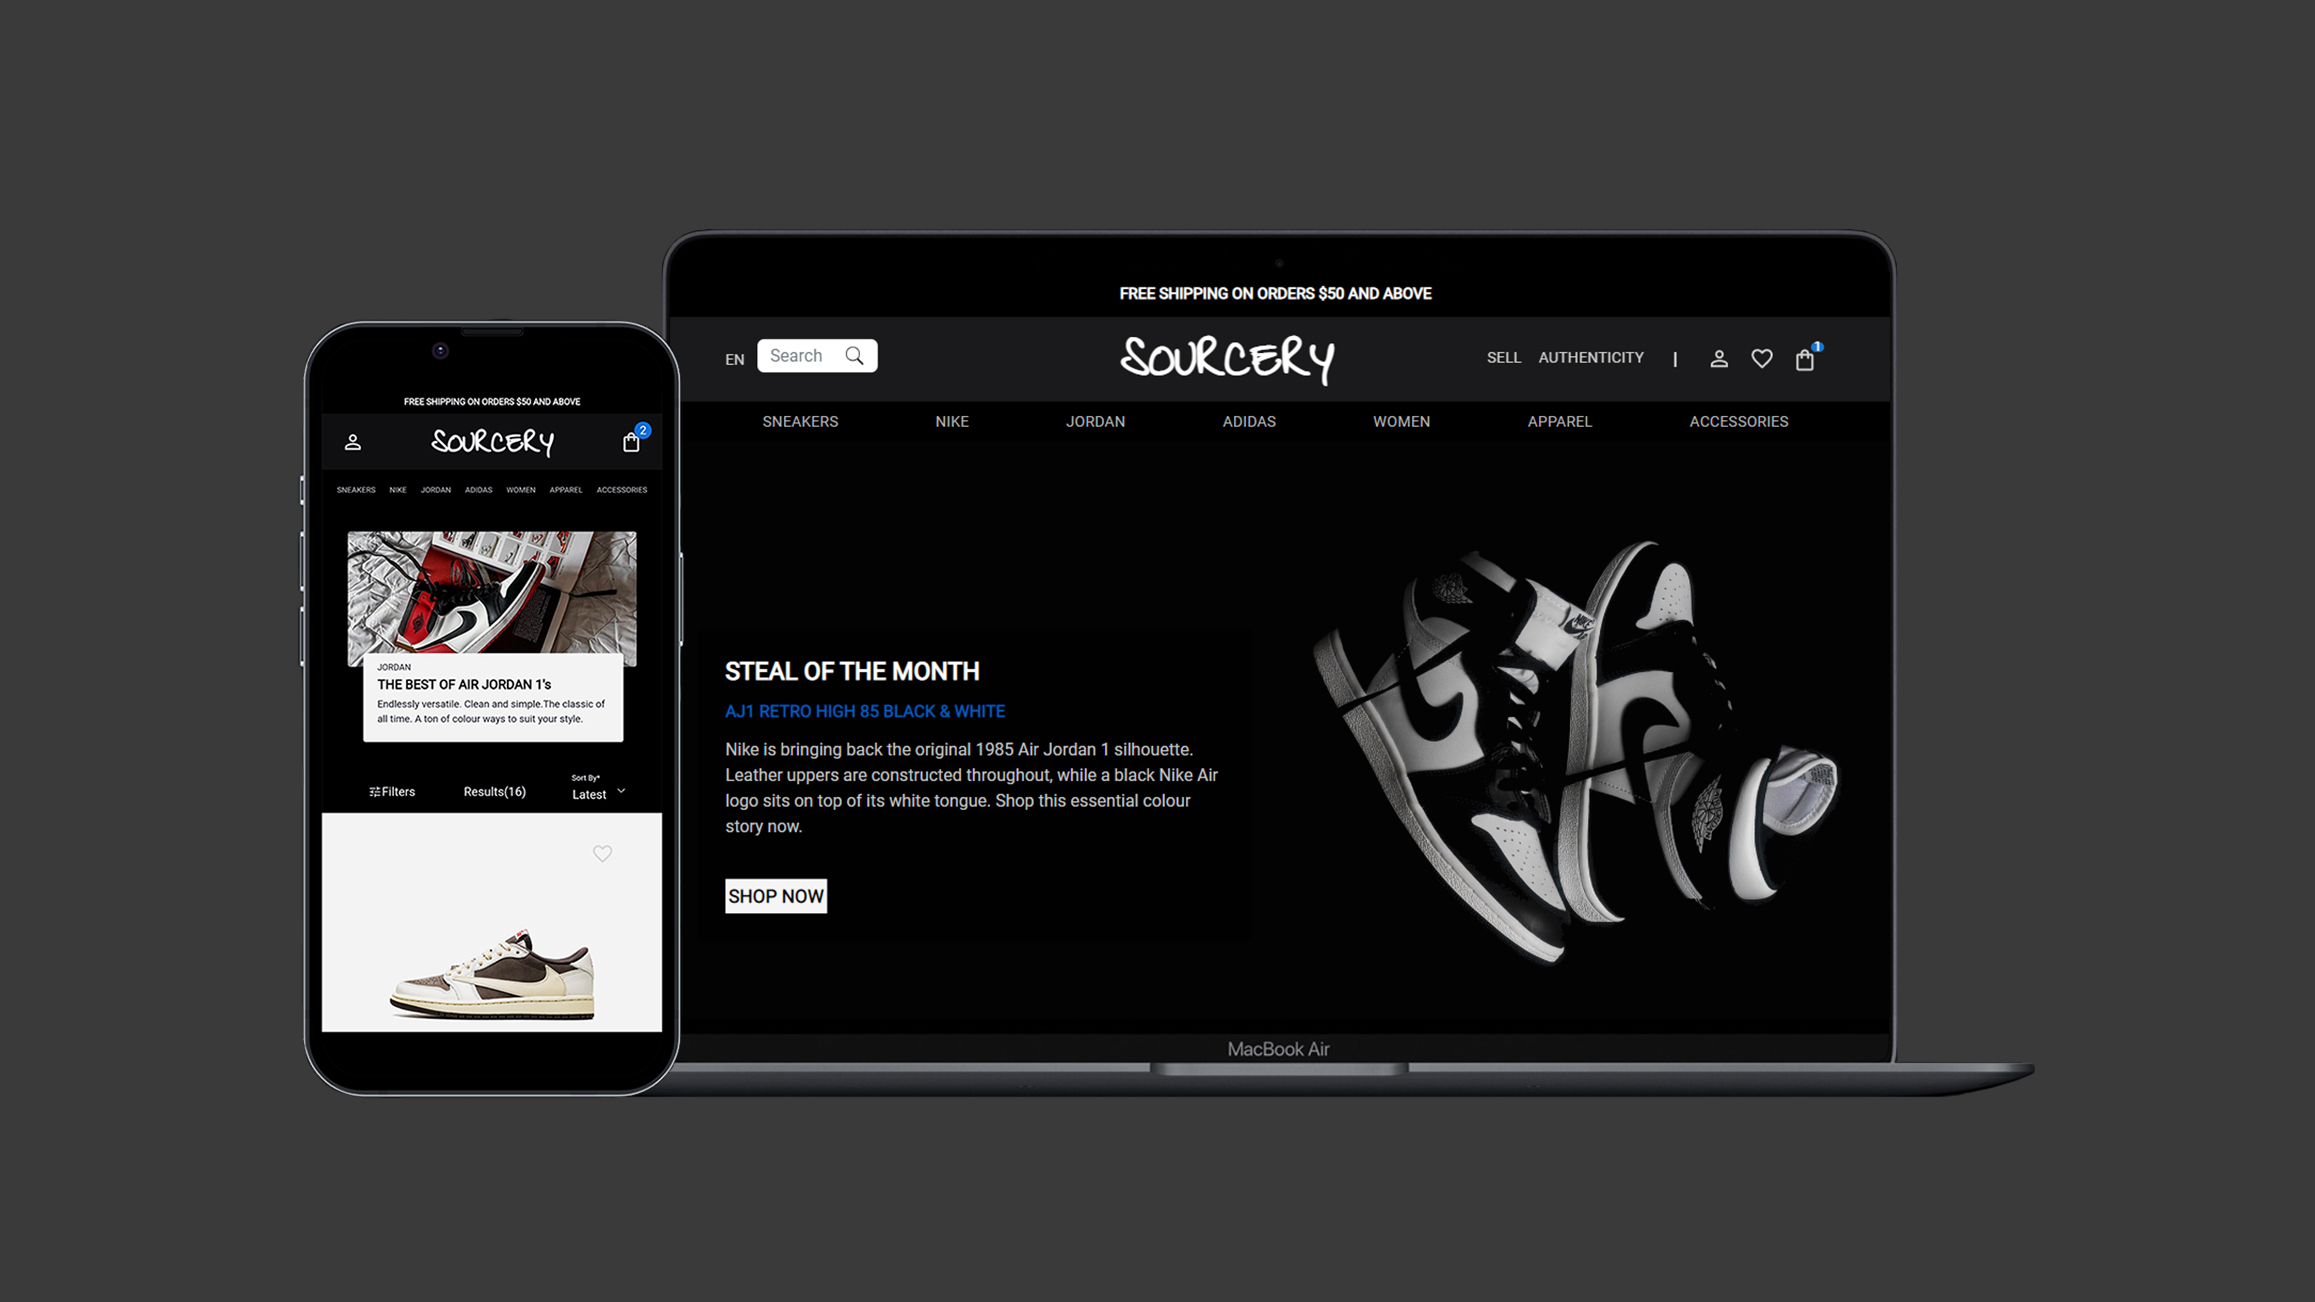 FREE SHIPPING ON ORDERS $50 AND ABOVE
EN
Search
SOURCERY
SELL AUTHENTICITY |
1
SNEAKERS NIKE JORDAN ADIDAS WOMEN APPAREL ACCESSORIES
STEAL OF THE MONTH
AJ1 RETRO HIGH 85 BLACK & WHITE
Nike is bringing back the original 1985 Air Jordan 1 silhouette.
Leather uppers are constructed throughout, while a black Nike Air
logo sits on top of its white tongue. Shop this essential colour
story now.
SHOP NOW
NIKE
MacBook Air
FREE SHIPPING ON ORDERS $50 AND ABOVE
SOURCERY
2
SNEAKERS NIKE JORDAN ADIDAS WOMEN APPAREL ACCESSORIES
JORDAN
THE BEST OF AIR JORDAN 1's
Endlessly versatile. Clean and simple.The classic of
all time. A ton of colour ways to suit your style.
Filters
Results(16)
Sort By*
Latest